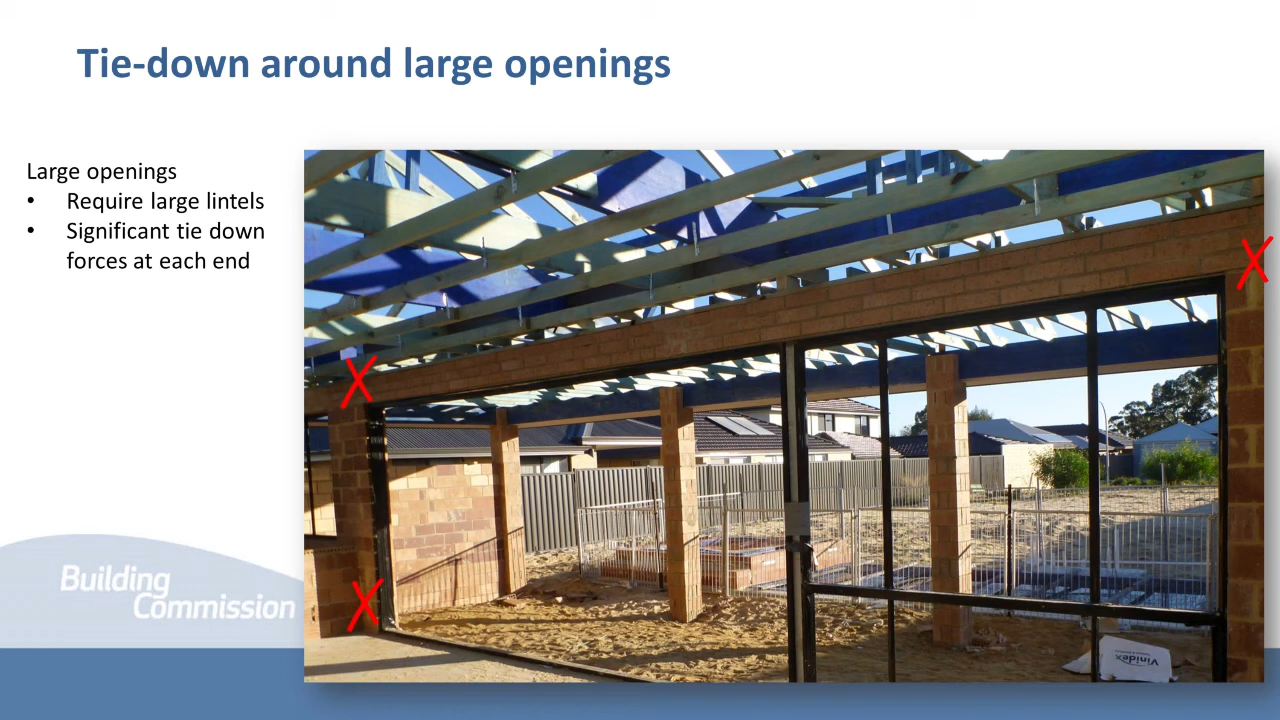 Tie-down around large openings
Large openings
• Require large lintels
• Significant tie down
forces at each end
Building
Commission
Vinidex